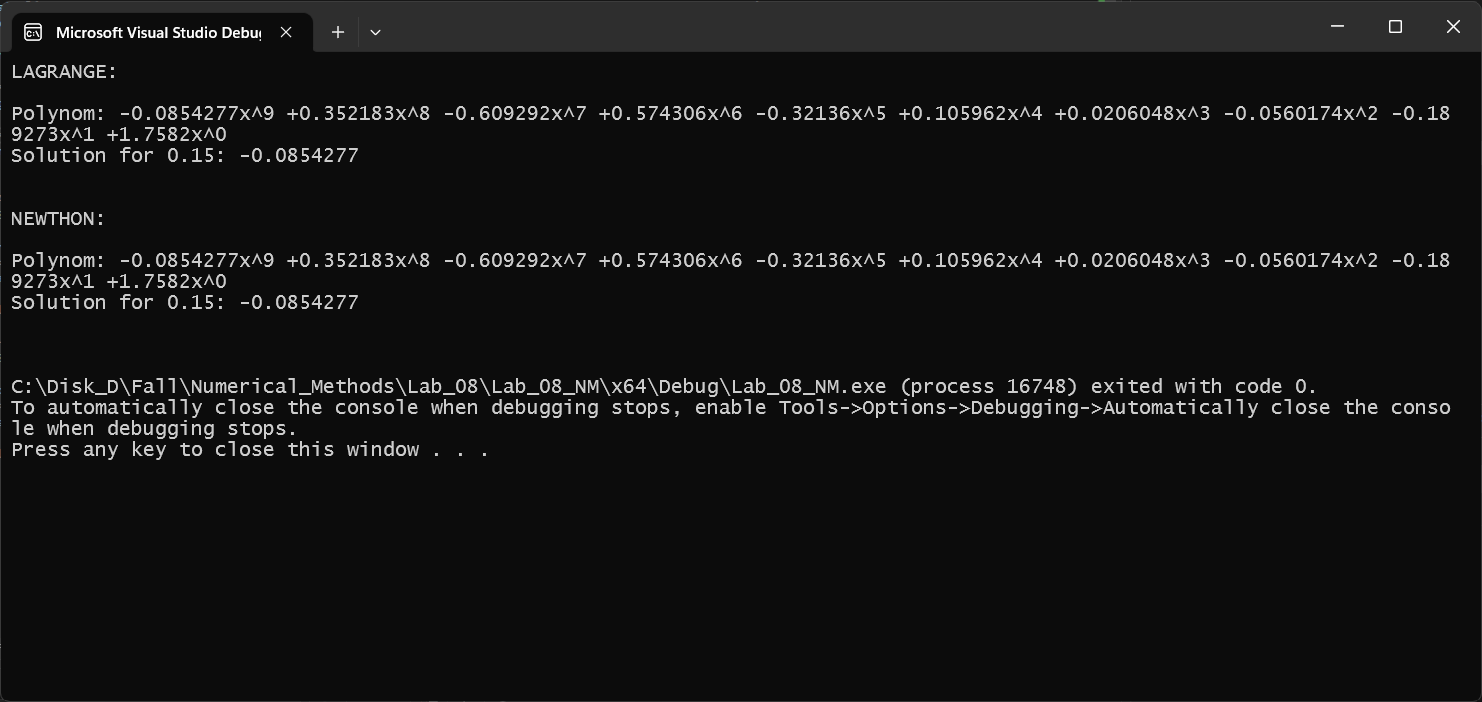 Microsoft Visual Studio Debu
LAGRANGE:
Polynom: -0.0854277x^9 +0.352183x^8 -0.609292x^7 +0.574306x^6 -0.32136x^5 +0.105962x^4 +0.0206048x^3 -0.0560174x^2 -0.18
9273x^1 +1.7582x^0
Solution for 0.15: -0.0854277
NEWTHON:
Polynom: -0.0854277x^9 +0.352183x^8 -0.609292x^7 +0.574306x^6 -0.32136x^5 +0.105962x^4 +0.0206048x^3 -0.0560174x^2 -0.18
9273x^1 +1.7582x^0
Solution for 0.15: -0.0854277
C:\Disk_D\Fall\Numerical_Methods\Lab_08\Lab_08_NM\x64\Debug\Lab_08_NM.exe (process 16748) exited with code 0.
To automatically close the console when debugging stops, enable Tools->Options->Debugging->Automatically close the conso
le when debugging stops.
Press any key to close this window . . .